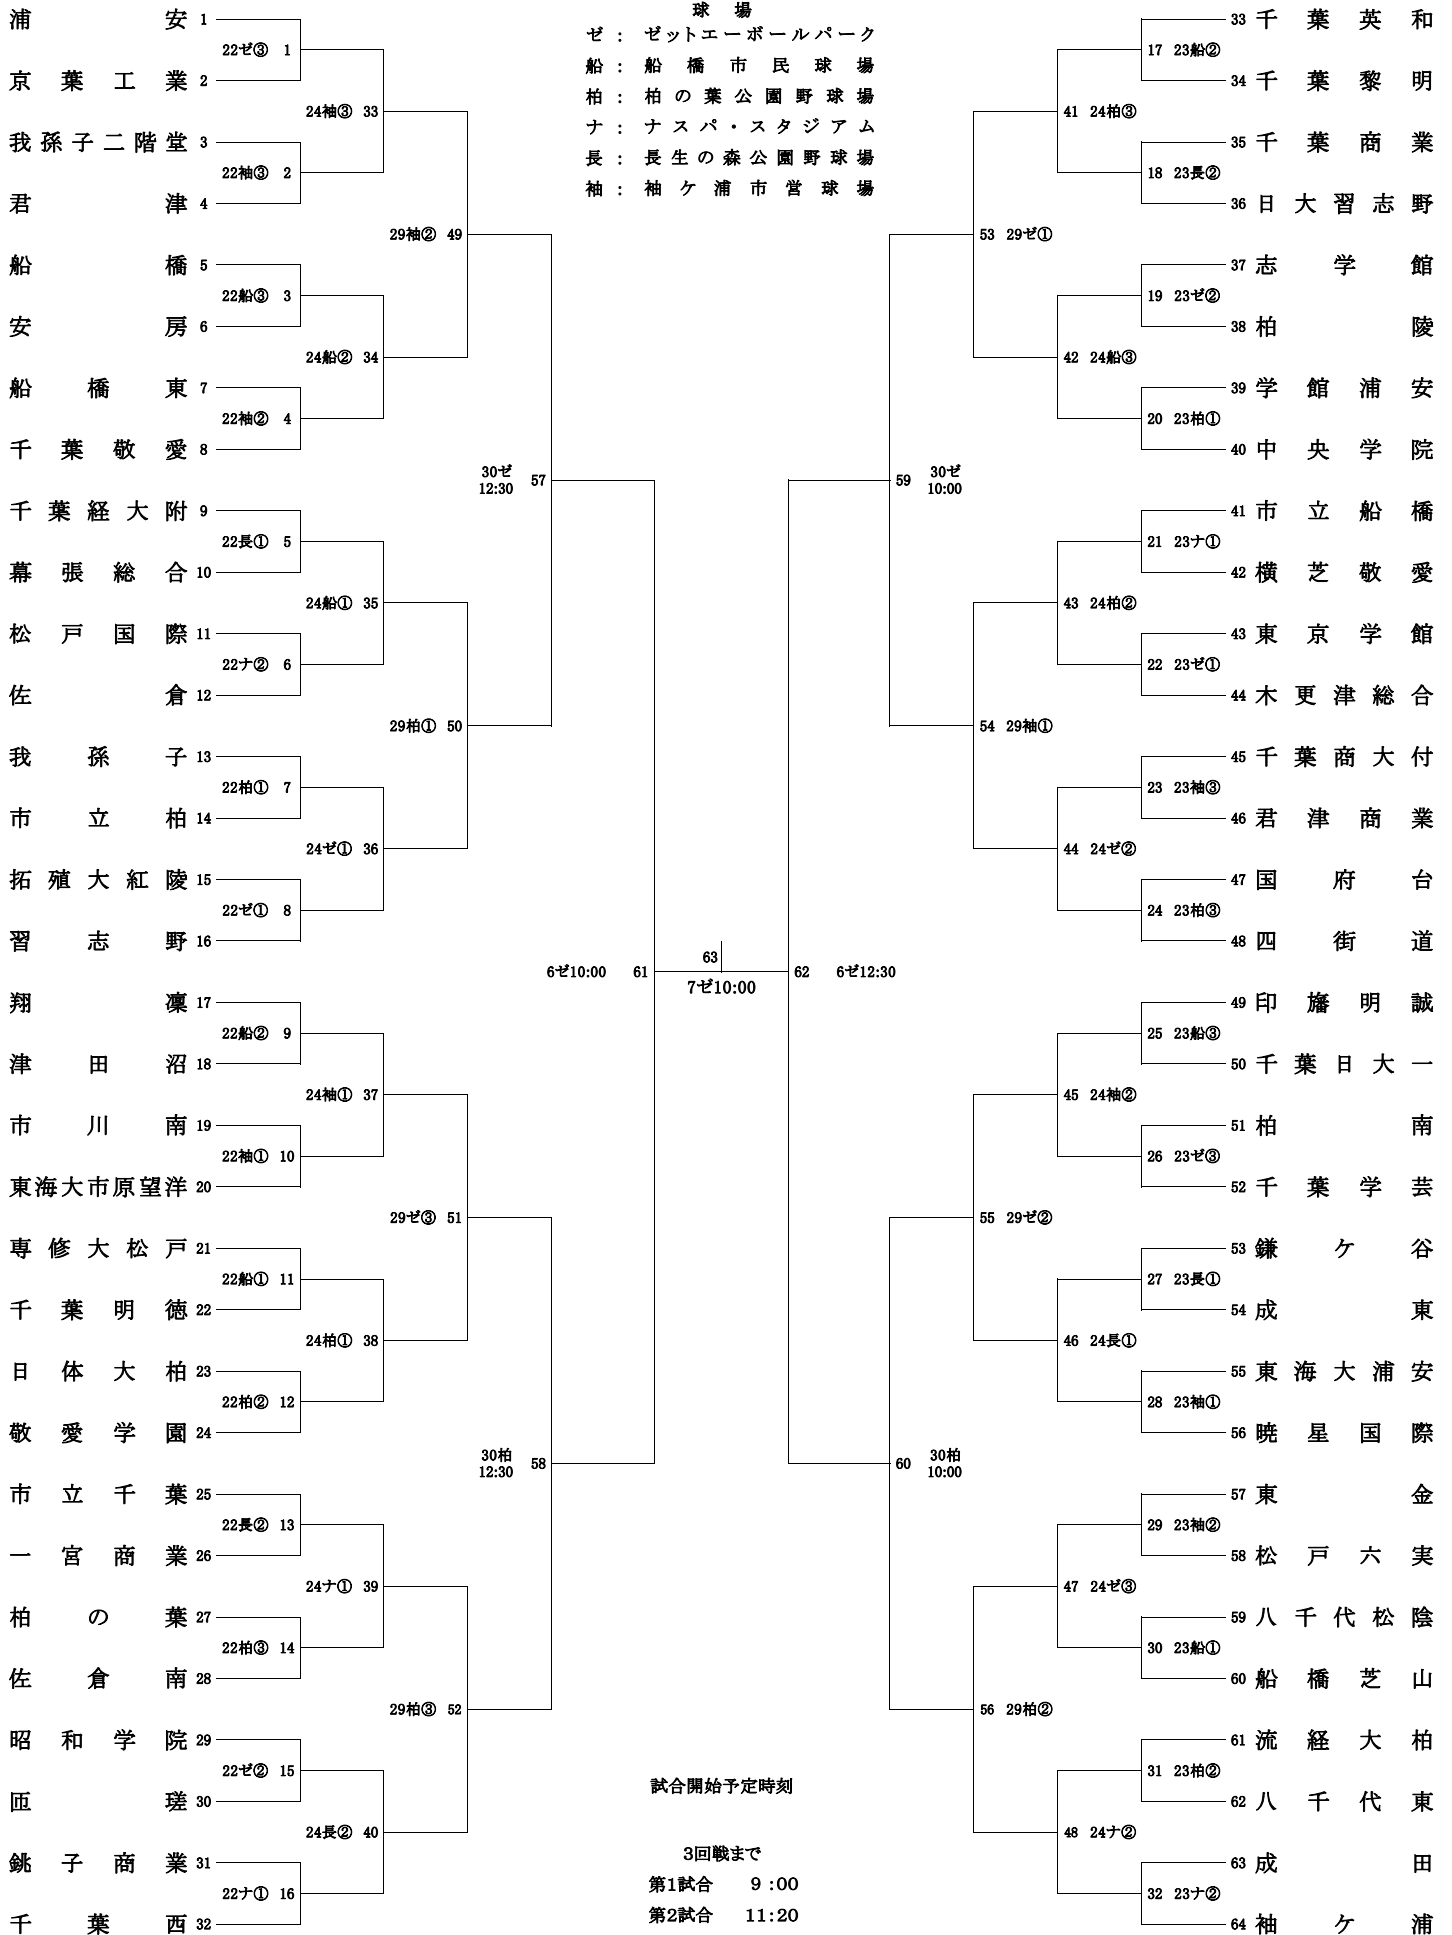 球場
ゼ：ゼットエーボールパーク
船：船橋市民球場
柏：柏の葉公園野球場
ナ：ナスパ・スタジアム
長：長生の森公園野球場
袖：袖ケ浦市営球場
浦安 1
22ゼ③ 1
京葉工業 2
24袖③ 33
我孫子二階堂 3
22袖③ 2
君津 4
29袖② 49
船橋 5
22船③ 3
安房 6
24船② 34
船橋東 7
22袖② 4
千葉敬愛 8
30ゼ 12:30 57
千葉経大附 9
22長① 5
幕張総合 10
24船① 35
松戸国際 11
22ナ② 6
佐倉 12
29柏① 50
我孫子 13
22柏① 7
市立柏 14
24ゼ① 36
拓殖大紅陵 15
22ゼ① 8
習志野 16
6ゼ10:00 61
翔凜 17
22船② 9
津田沼 18
24袖① 37
市川南 19
22袖① 10
東海大市原望洋 20
29ゼ③ 51
専修大松戸 21
22船① 11
千葉明徳 22
24柏① 38
日体大柏 23
22柏② 12
敬愛学園 24
30柏 12:30 58
市立千葉 25
22長② 13
一宮商業 26
24ナ① 39
柏の葉 27
22柏③ 14
佐倉南 28
29柏③ 52
昭和学院 29
22ゼ② 15
匝瑳 30
24長② 40
銚子商業 31
22ナ① 16
千葉西 32
63
7ゼ10:00
33 千葉英和
17 23船②
34 千葉黎明
41 24柏③
35 千葉商業
18 23長②
36 日大習志野
53 29ゼ①
37 志学館
19 23ゼ②
38 柏陵
42 24船③
39 学館浦安
20 23柏①
40 中央学院
59 30ゼ 10:00
41 市立船橋
21 23ナ①
42 横芝敬愛
43 24柏②
43 東京学館
22 23ゼ①
44 木更津総合
54 29袖①
45 千葉商大付
23 23袖③
46 君津商業
44 24ゼ②
47 国府台
24 23柏③
48 四街道
62 6ゼ12:30
49 印旛明誠
25 23船③
50 千葉日大一
45 24袖②
51 柏南
26 23ゼ③
52 千葉学芸
55 29ゼ②
53 鎌ケ谷
27 23長①
54 成東
46 24長①
55 東海大浦安
28 23袖①
56 暁星国際
60 30柏 10:00
57 東金
29 23袖②
58 松戸六実
47 24ゼ③
59 八千代松陰
30 23船①
60 船橋芝山
56 29柏②
61 流経大柏
31 23柏②
62 八千代東
48 24ナ②
63 成田
32 23ナ②
64 袖ケ浦
試合開始予定時刻
3回戦まで
第1試合 9:00
第2試合 11:20